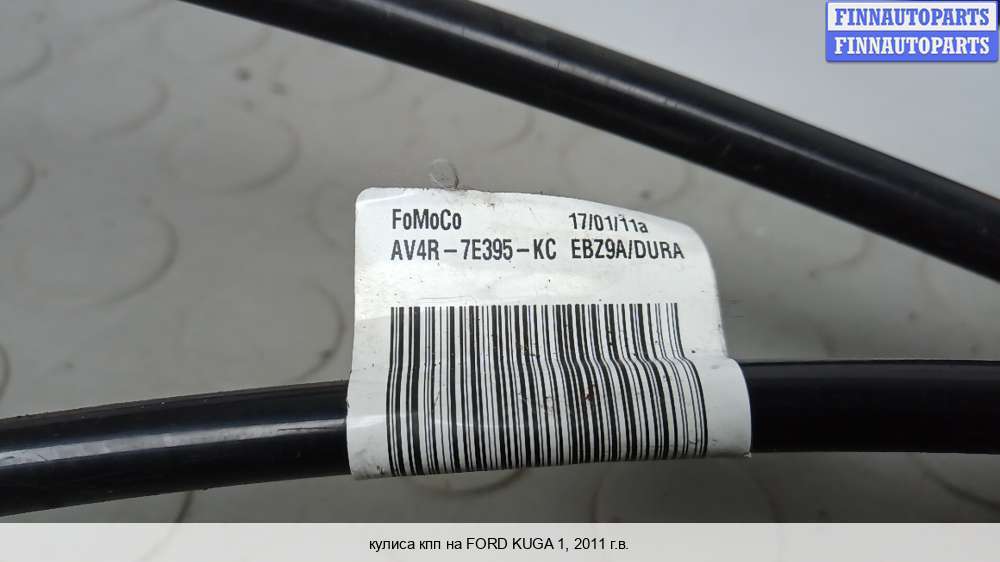 FINNAUTOPARTS
FINNAUTOPARTS
FoMoCo 17/01/11a
AV4R-7E395-KC EBZ9A/DURA
кулиса кпп на FORD KUGA 1, 2011 г.в.